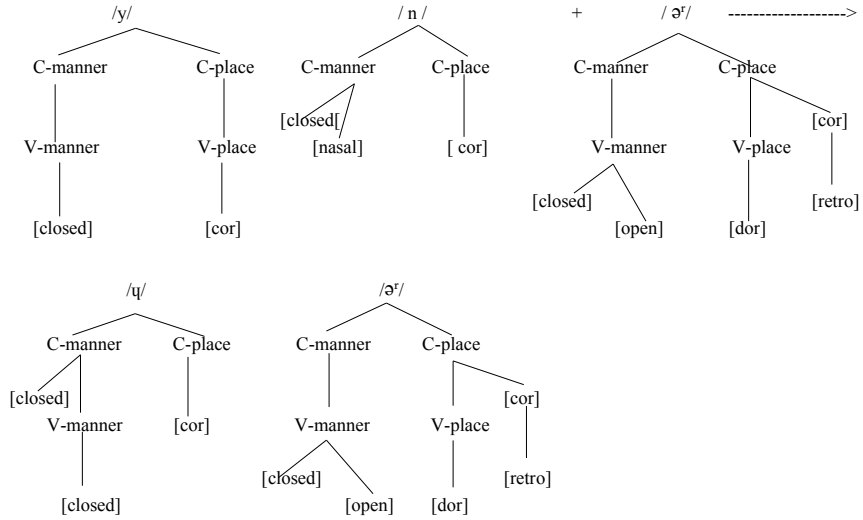 /y/ / n / + / ərʳ/ ------------------->
C-manner C-place C-manner C-place C-manner C-place
[closed[ [cor]
V-manner V-place [nasal] [ cor] V-manner V-place
[closed] [retro]
[closed] [cor] [open] [dor]
/ɥ/ /əʳ/
C-manner C-place C-manner C-place
[closed] [cor]
V-manner [cor] V-manner V-place
[closed] [retro]
[closed] [open] [dor]